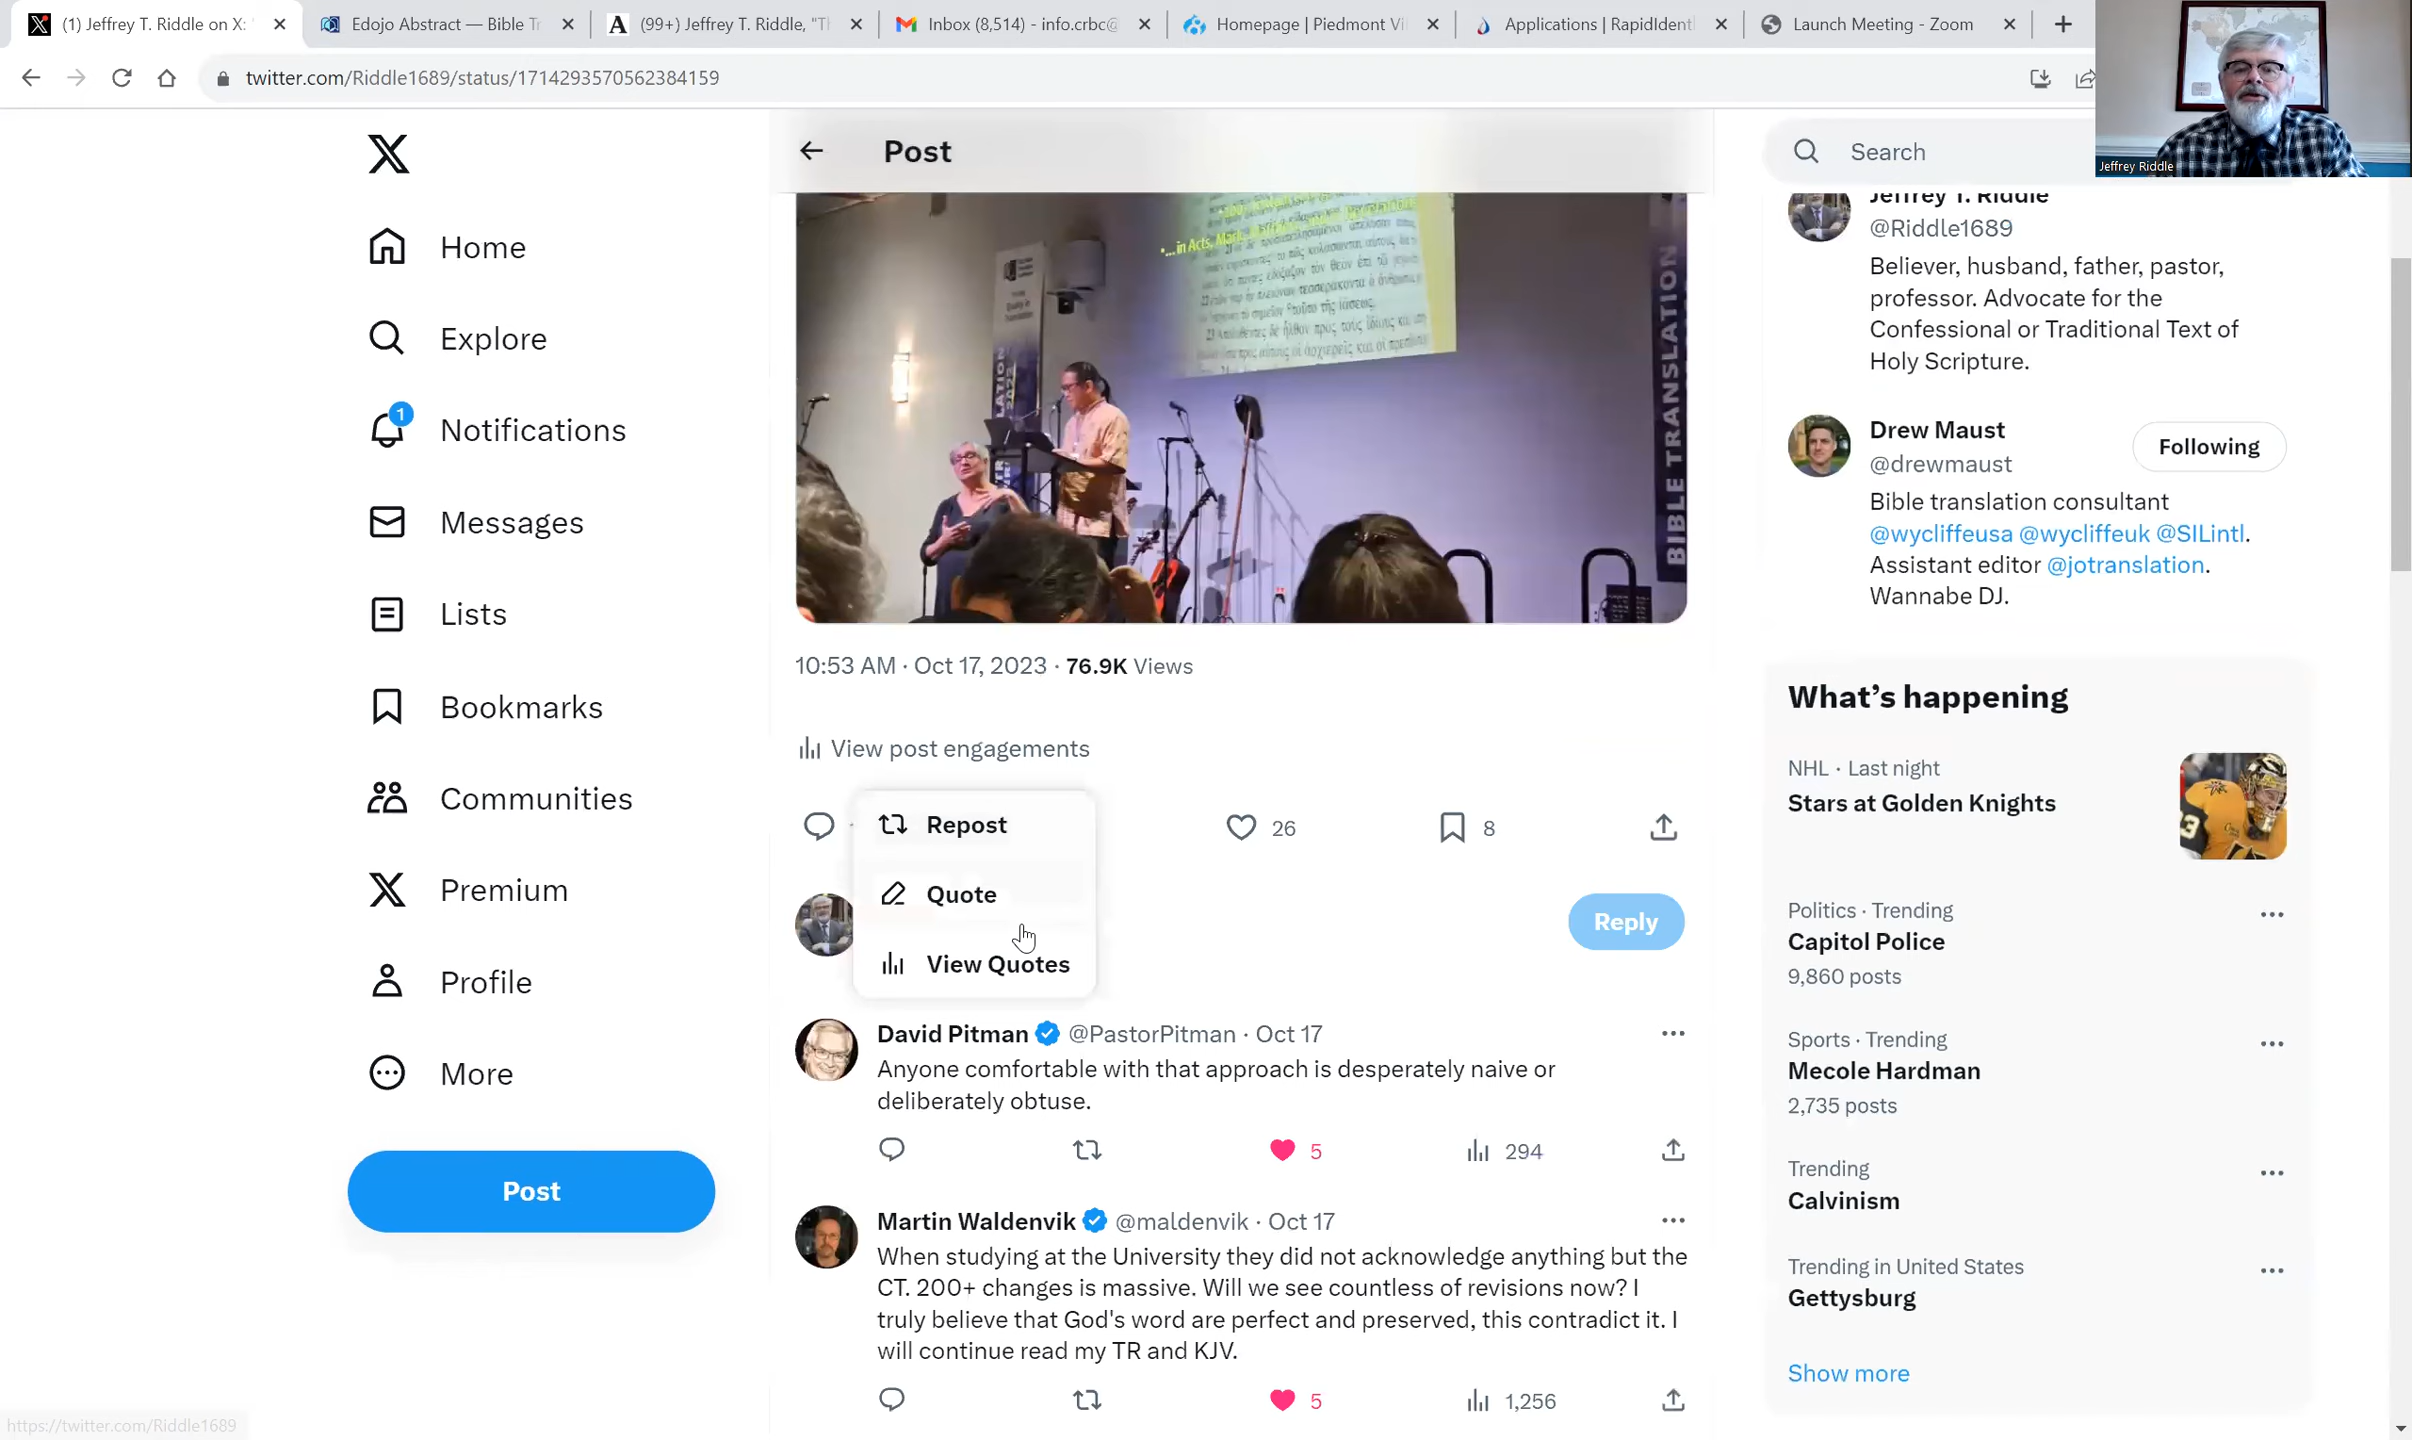 (1) Jeffrey T. Riddle on X:
Edojo Abstract — Bible Tr
(99+) Jeffrey T. Riddle, "Th
Inbox (8,514) - info.crbc@
Homepage | Piedmont Vi
Applications | RapidIdenti
Launch Meeting - Zoom
twitter.com/Riddle1689/status/1714293570562384159
Jeffrey Riddle
Home
Explore
1
Notifications
Messages
Lists
Bookmarks
Communities
Premium
Profile
More
Post
Post
...in Acts, Mark,
BIBLE TRANSLATION
10:53 AM · Oct 17, 2023 · 76.9K Views
View post engagements
Repost
Quote
View Quotes
26
8
Reply
David Pitman @PastorPitman · Oct 17
Anyone comfortable with that approach is desperately naive or
deliberately obtuse.
5
294
Martin Waldenvik @maldenvik · Oct 17
When studying at the University they did not acknowledge anything but the
CT. 200+ changes is massive. Will we see countless of revisions now? I
truly believe that God's word are perfect and preserved, this contradict it. I
will continue read my TR and KJV.
5
1,256
Search
Jeffrey T. Riddle
@Riddle1689
Believer, husband, father, pastor,
professor. Advocate for the
Confessional or Traditional Text of
Holy Scripture.
Drew Maust
@drewmaust
Following
Bible translation consultant
@wycliffeusa @wycliffeuk @SILintl.
Assistant editor @jotranslation.
Wannabe DJ.
What's happening
NHL · Last night
Stars at Golden Knights
Politics · Trending
Capitol Police
9,860 posts
Sports · Trending
Mecole Hardman
2,735 posts
Trending
Calvinism
Trending in United States
Gettysburg
Show more
https://twitter.com/Riddle1689